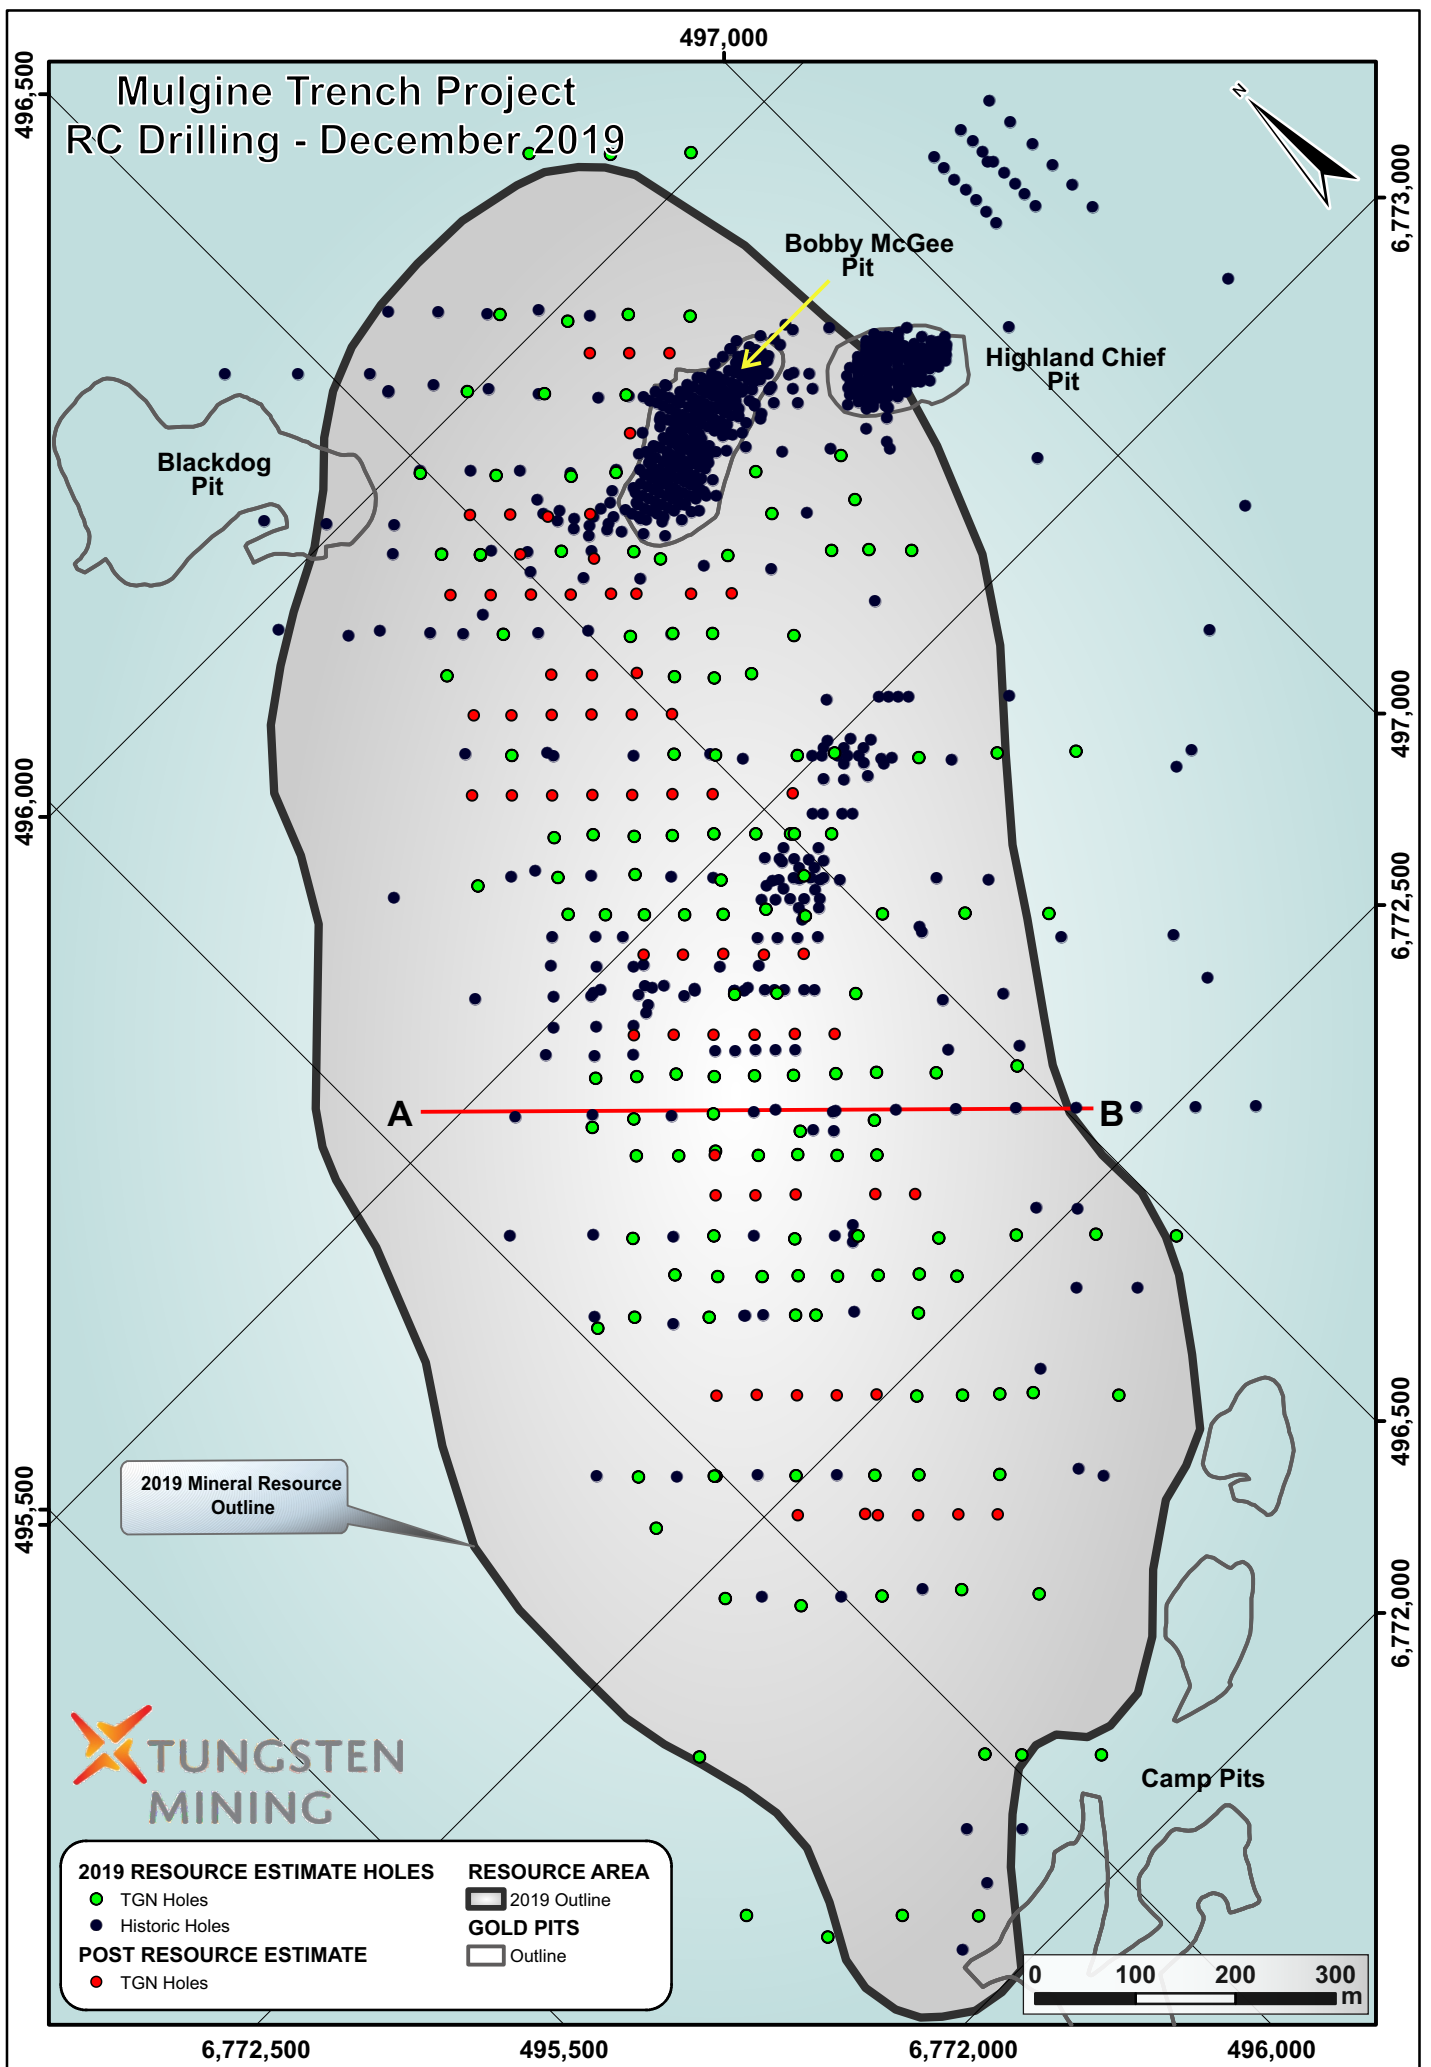 497,000
496,500
Mulgine Trench Project
RC Drilling - December 2019
N
6,773,000
Bobby McGee
Pit
Highland Chief
Pit
Blackdog
Pit
497,000
496,000
6,772,500
A
B
496,500
2019 Mineral Resource
Outline
495,500
6,772,000
TUNGSTEN
MINING
Camp Pits
2019 RESOURCE ESTIMATE HOLES
TGN Holes
Historic Holes
POST RESOURCE ESTIMATE
TGN Holes
RESOURCE AREA
2019 Outline
GOLD PITS
Outline
0 100 200 300
m
6,772,500 495,500 6,772,000 496,000